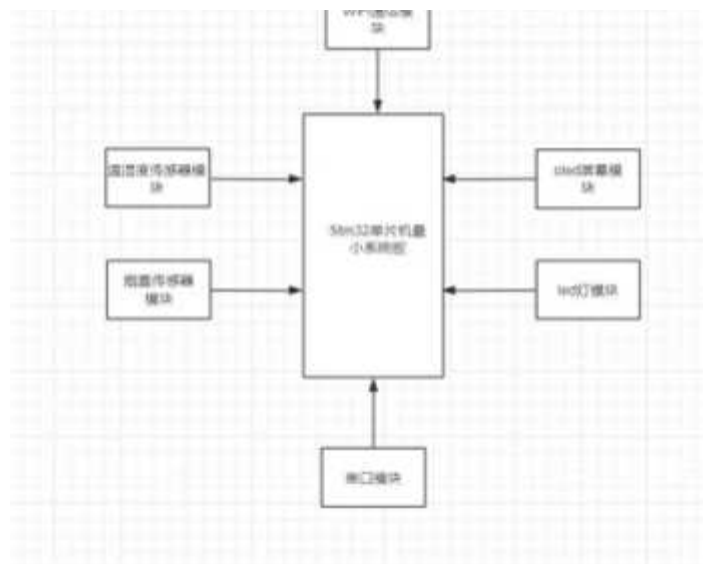 块
温湿度传感器模
块
oled屏幕模
块
Stm32单片机最
小系统板
烟雾传感器
模块
led灯模块
串口模块